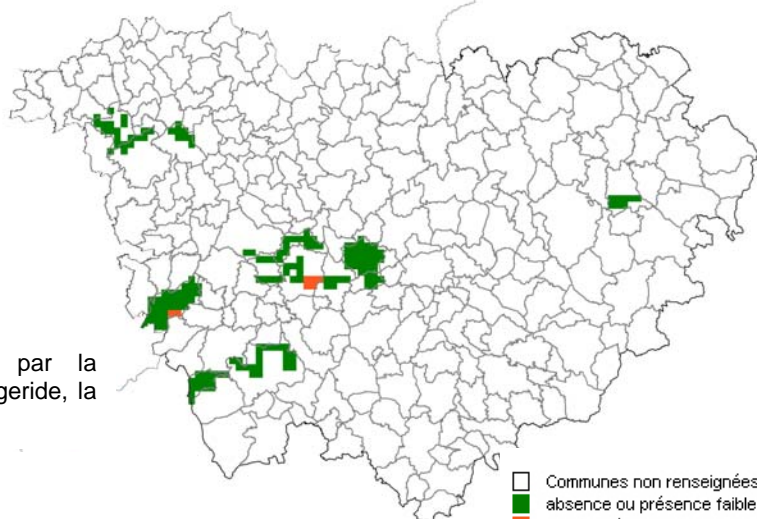 par la
geride, la
Communes non renseignées
absence ou présence faible